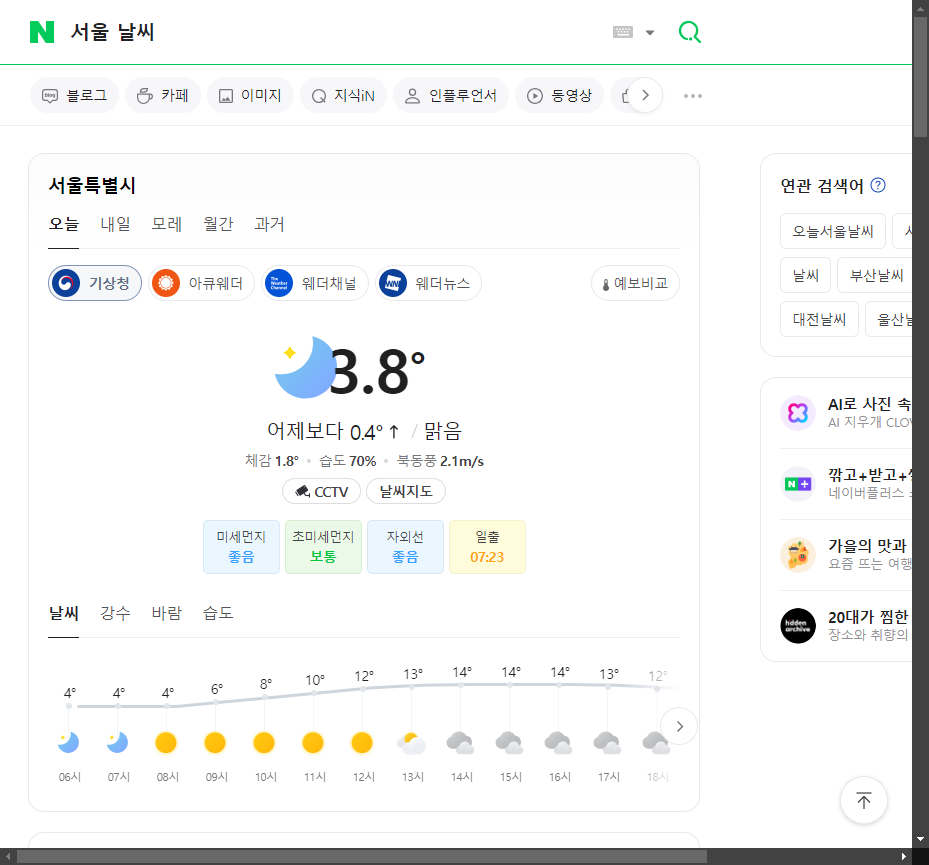 서울 날씨
블로그 카페 이미지 지식iN 인플루언서 동영상
서울특별시
오늘 내일 모레 월간 과거
기상청 아큐웨더 웨더채널 웨더뉴스 예보비교
3.8°
어제보다 0.4° ↑ / 맑음
체감 1.8° 습도 70% 북동풍 2.1m/s
CCTV 날씨지도
미세먼지 초미세먼지 자외선 일출
좋음 보통 좋음 07:23
날씨 강수 바람 습도
4° 4° 4° 6° 8° 10° 12° 13° 14° 14° 14° 13° 12°
06시 07시 08시 09시 10시 11시 12시 13시 14시 15시 16시 17시 18시
연관 검색어 ?
오늘서울날씨
날씨 부산날씨
대전날씨 울산날
AI로 사진 속
AI 지우개 CLOV
깎고+받고+
네이버플러스
가을의 맛과
요즘 뜨는 여행
hidden archive
20대가 찜한
장소와 취향의